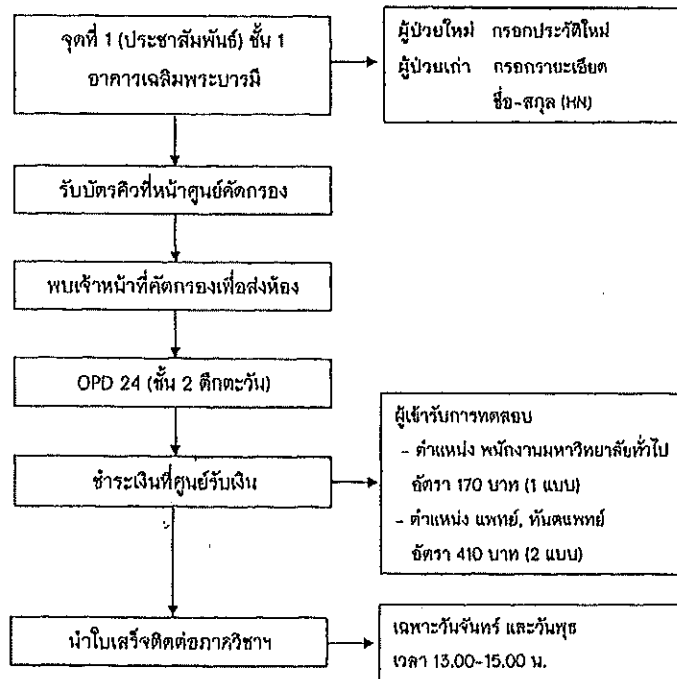 จุดที่ 1 (ประชาสัมพันธ์) ชั้น 1
อาคารเฉลิมพระบารมี
ผู้ป่วยใหม่ กรอกประวัติใหม่
ผู้ป่วยเก่า กรอกรายละเอียด
ชื่อ-สกุล (HN)
รับบัตรคิวที่หน้าศูนย์คัดกรอง
พบเจ้าหน้าที่คัดกรองเพื่อส่งห้อง
OPD 24 (ชั้น 2 ตึกตะวัน)
ชำระเงินที่ศูนย์รับเงิน
ผู้เข้ารับการทดสอบ
- ตำแหน่ง พนักงานมหาวิทยาลัยทั่วไป
อัตรา 170 บาท (1 แบบ)
- ตำแหน่ง แพทย์, ทันตแพทย์
อัตรา 410 บาท (2 แบบ)
นำใบเสร็จติดต่อภาควิชาฯ
เฉพาะวันจันทร์ และวันพุธ
เวลา 13.00-15.00 น.